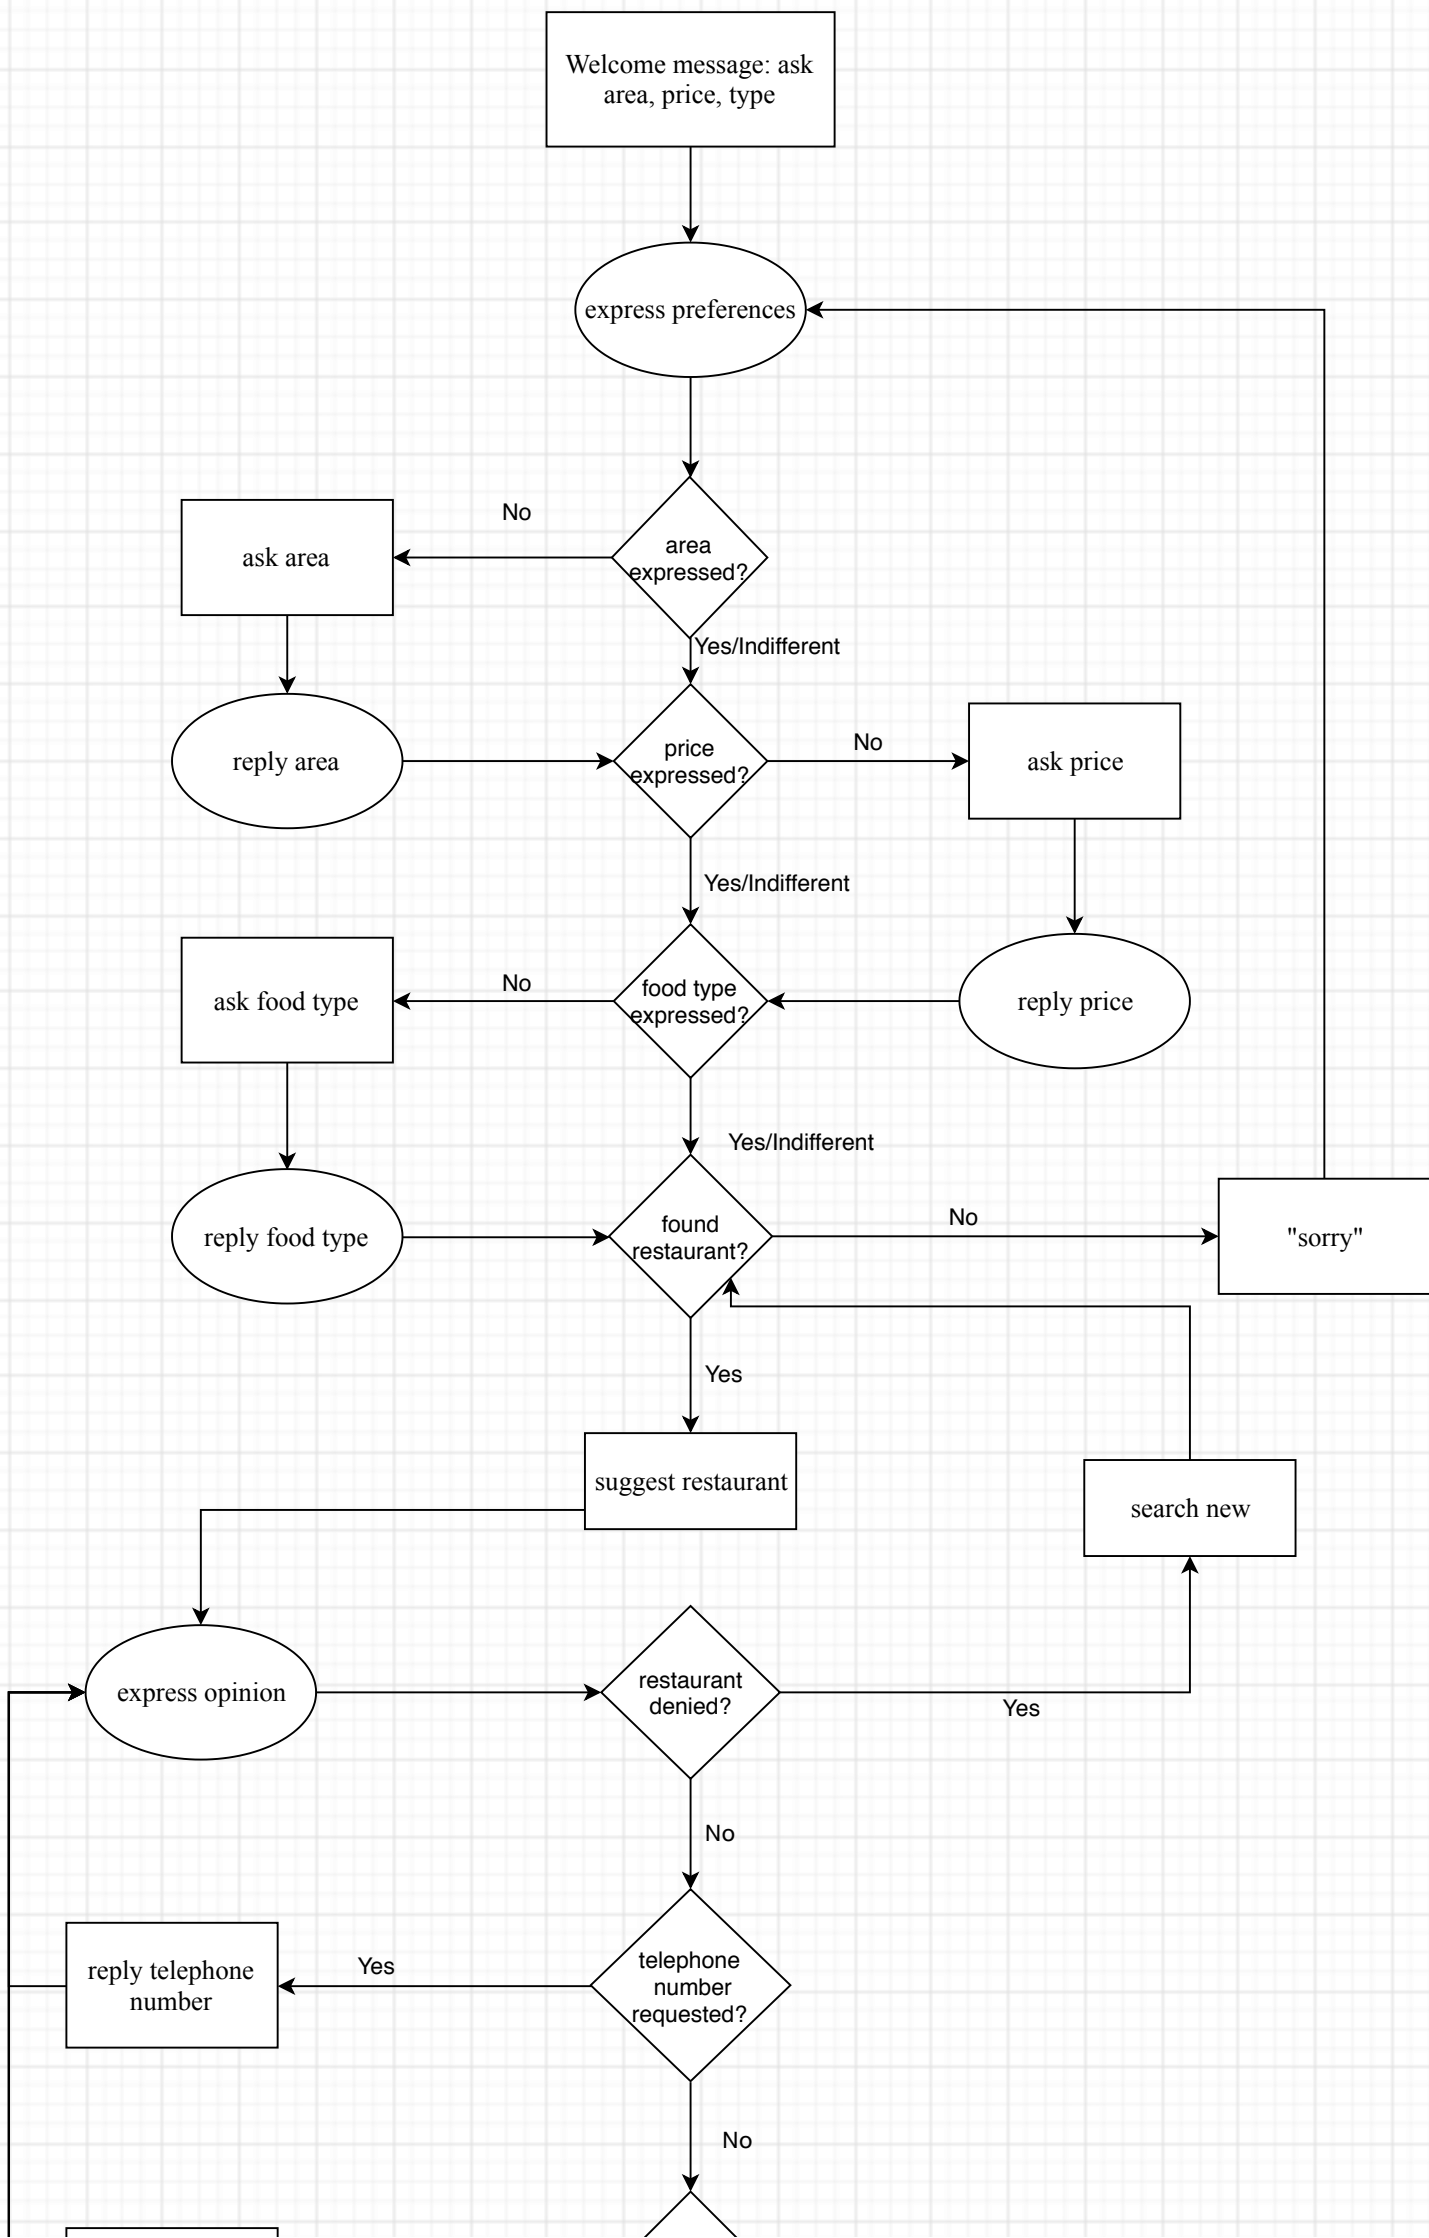 Welcome message: ask
area, price, type
express preferences
No
ask area
area
expressed?
Yes/Indifferent
reply area
price
expressed?
No
ask price
Yes/Indifferent
ask food type
No
food type
expressed?
reply price
Yes/Indifferent
reply food type
found
restaurant?
No
"sorry"
Yes
suggest restaurant
search new
express opinion
restaurant
denied?
Yes
No
reply telephone
number
Yes
telephone
number
requested?
No